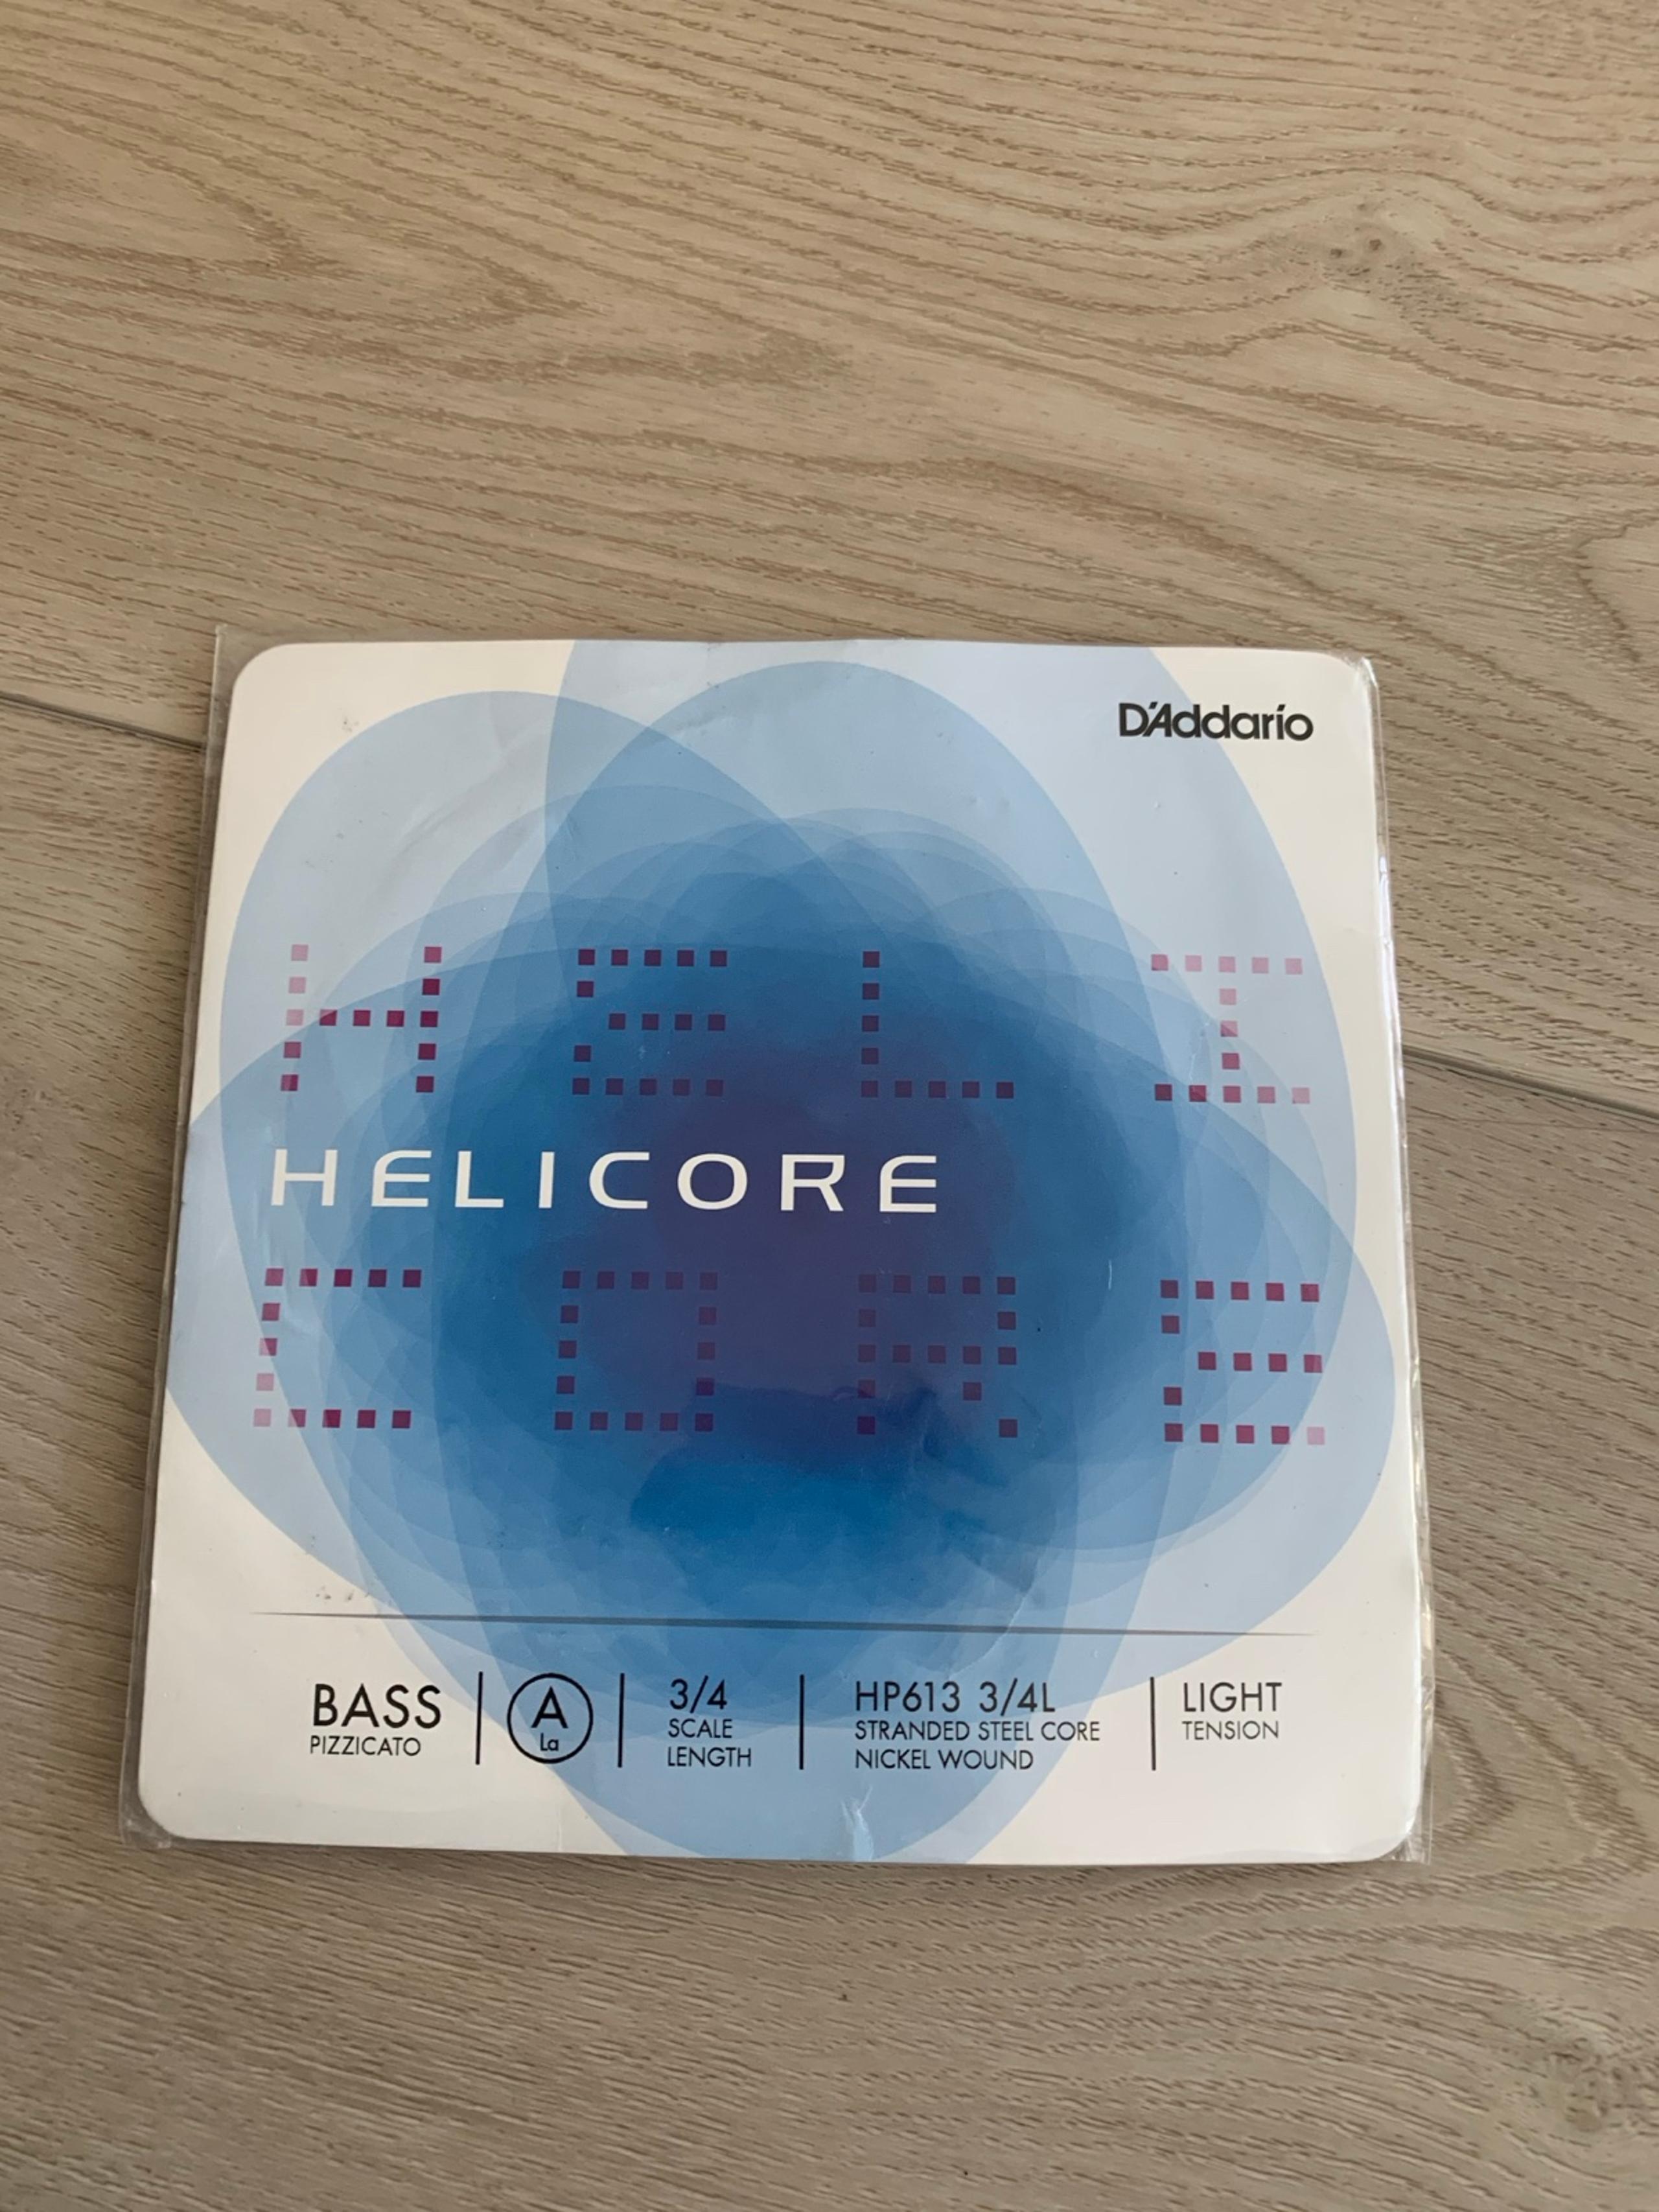 D'Addario
H E L I
HELICORE
C O R E
BASS
PIZZICATO
A
La
3/4
SCALE
LENGTH
HP613 3/4L
STRANDED STEEL CORE
NICKEL WOUND
LIGHT
TENSION